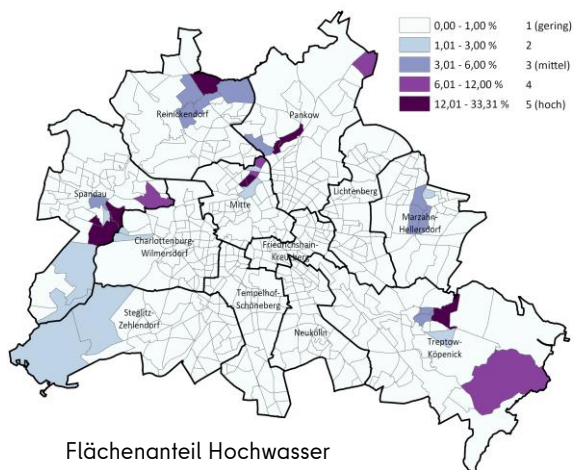 0,00 - 1,00 % 1 (gering)
1,01 - 3,00 % 2
3,01 - 6,00 % 3 (mittel)
6,01 - 12,00 % 4
12,01 - 33,31 % 5 (hoch)
Reinickendorf
Pankow
Spandau
Mitte
Lichtenberg
Marzahn-
Hellersdorf
Charlottenburg-
Wilmersdorf
Friedrichshain-
Kreuzberg
Tempelhof-
Schöneberg
Steglitz-
Zehlendorf
Neukölln
Treptow-
Köpenick
Flächenanteil Hochwasser